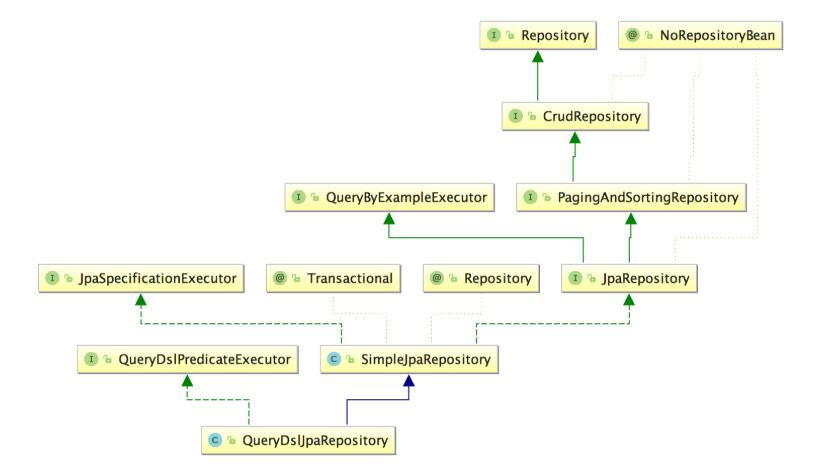 I Repository
@ NoRepositoryBean
I CrudRepository
I QueryByExampleExecutor
I PagingAndSortingRepository
I JpaSpecificationExecutor
@ Transactional
@ Repository
I JpaRepository
I QueryDslPredicateExecutor
C SimpleJpaRepository
C QueryDslJpaRepository